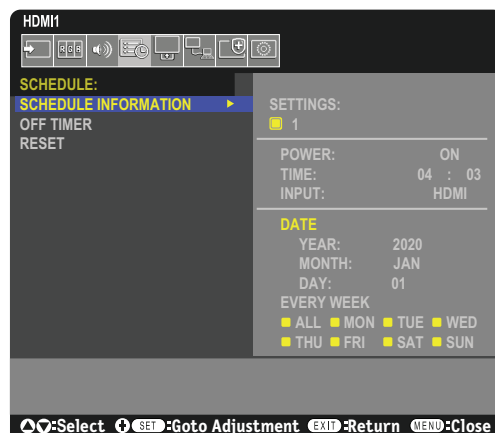 HDMI1
RGB
SCHEDULE:
SCHEDULE INFORMATION
OFF TIMER
RESET
SETTINGS:
1
POWER: ON
TIME: 04 : 03
INPUT: HDMI
DATE
YEAR: 2020
MONTH: JAN
DAY: 01
EVERY WEEK
ALL MON TUE WED
THU FRI SAT SUN
:Select SET :Goto Adjustment EXIT :Return MENU :Close